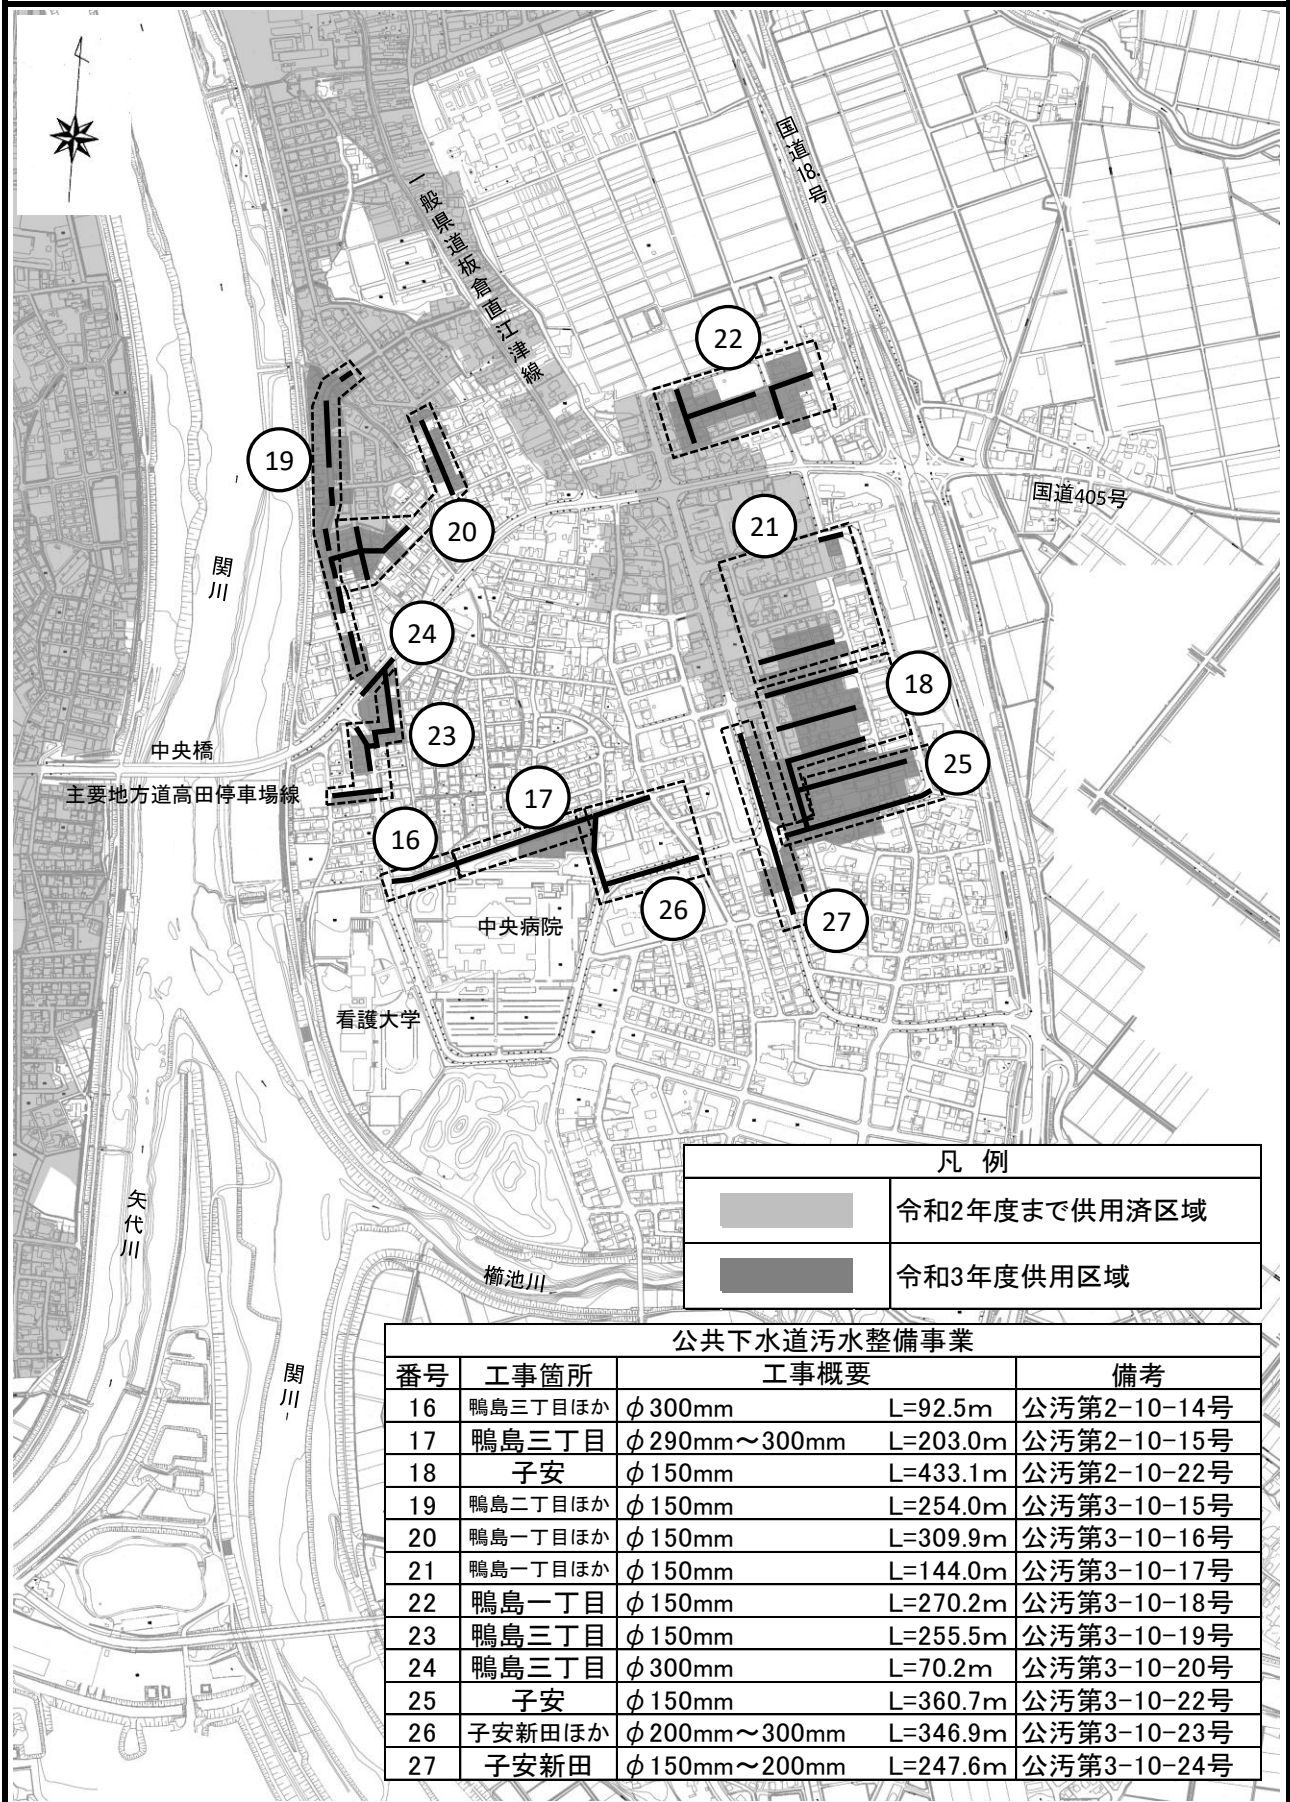 国道18.号
一般県道板倉直江津線
22
19
国道405号
20
21
関川
24
18
23
中央橋
25
主要地方道高田停車場線
17
16
26
27
中央病院
看護大学
凡 例
令和2年度まで供用済区域
矢代川
令和3年度供用区域
櫛池川
関川
公共下水道汚水整備事業
番号 工事箇所 工事概要 備考
16 鴨島三丁目ほか φ300mm L=92.5m 公汚第2-10-14号
17 鴨島三丁目 φ290mm～300mm L=203.0m 公汚第2-10-15号
18 子安 φ150mm L=433.1m 公汚第2-10-22号
19 鴨島二丁目ほか φ150mm L=254.0m 公汚第3-10-15号
20 鴨島一丁目ほか φ150mm L=309.9m 公汚第3-10-16号
21 鴨島一丁目ほか φ150mm L=144.0m 公汚第3-10-17号
22 鴨島一丁目 φ150mm L=270.2m 公汚第3-10-18号
23 鴨島三丁目 φ150mm L=255.5m 公汚第3-10-19号
24 鴨島三丁目 φ300mm L=70.2m 公汚第3-10-20号
25 子安 φ150mm L=360.7m 公汚第3-10-22号
26 子安新田ほか φ200mm～300mm L=346.9m 公汚第3-10-23号
27 子安新田 φ150mm～200mm L=247.6m 公汚第3-10-24号